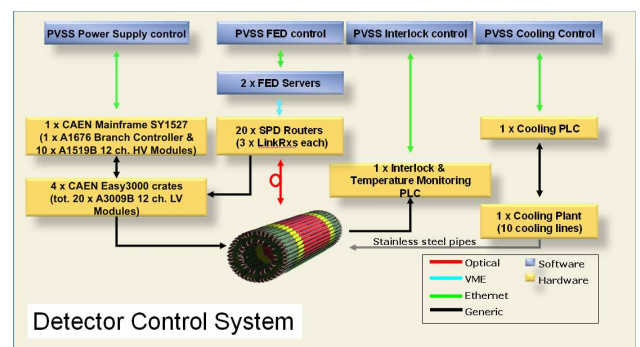 PVSS Power Supply control
PVSS FED control
PVSS Interlock control
PVSS Cooling Control
2 x FED Servers
1 x CAEN Mainframe SY1527
(1 x A1676 Branch Controller &
10 x A1519B 12 ch. HV Modules)
20 x SPD Routers
(3 x LinkRxs each)
1 x Cooling PLC
4 x CAEN Easy3000 crates
(tot. 20 x A3009B 12 ch. LV
Modules)
1 x Interlock &
Temperature Monitoring
PLC
1 x Cooling Plant
(10 cooling lines)
Stainless steel pipes
Optical
VME
Ethernet
Generic
Software
Hardware
Detector Control System